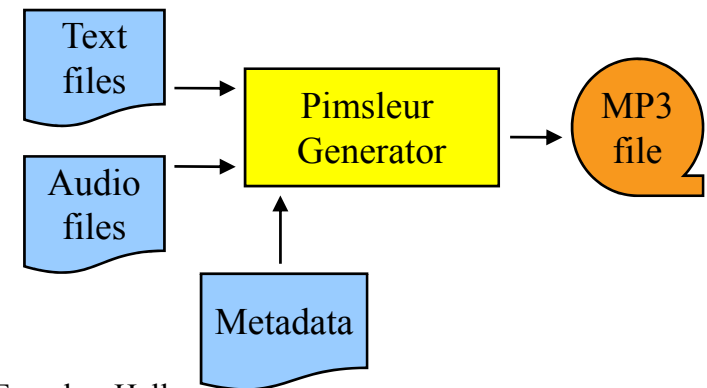 Text
files
Pimsleur
Generator
MP3
file
Audio
files
Metadata